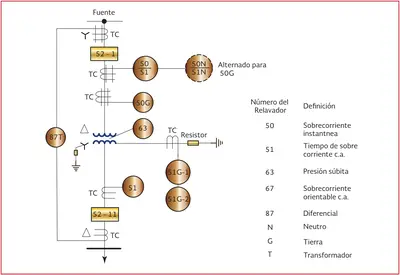 Fuente
TC
52-1
TC
50
51
50N
51N
Alternado para
50G
TC
50G
63
87T
TC
Resistor
51
51G-1
51G-2
52-11
TC
Número del
Relavador
Definición
50
Sobrecorriente
instantnea
51
Tiempo de sobre
corriente c.a.
63
Presión súbita
67
Sobrecorriente
orientable c.a.
87
Diferencial
N
Neutro
G
Tierra
T
Transformador